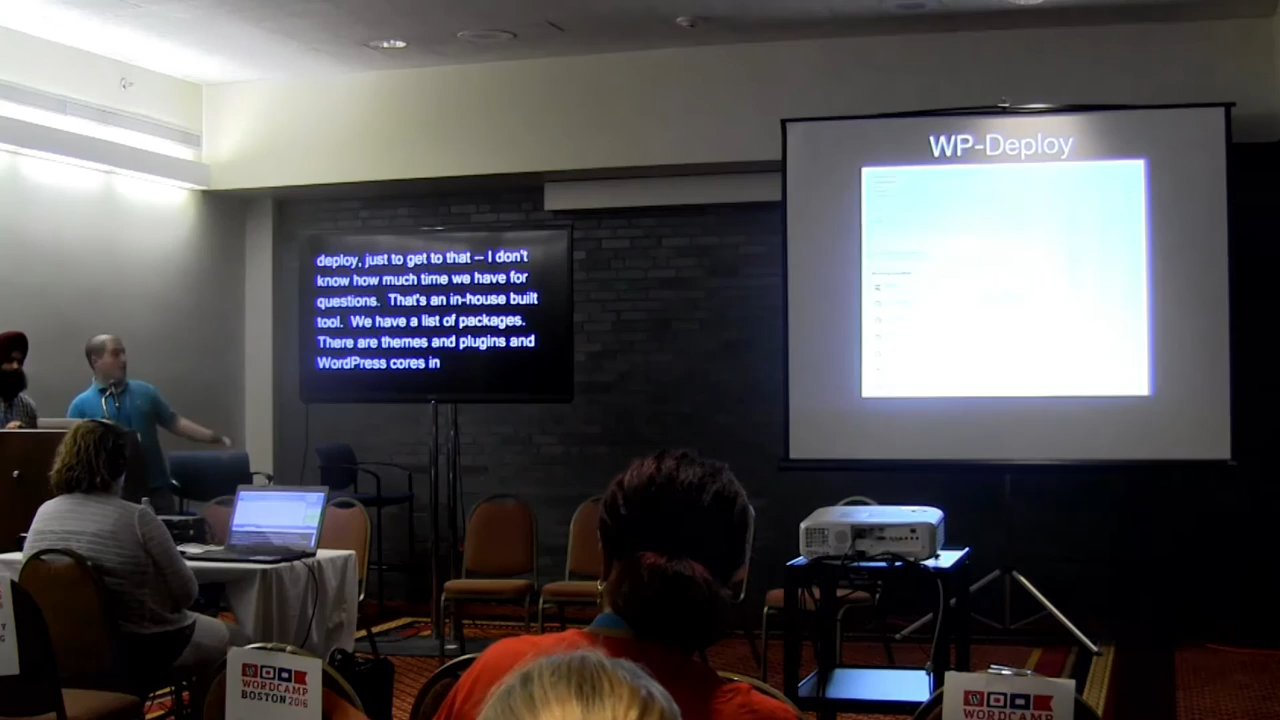 deploy, just to get to that -- I don't
know how much time we have for
questions.  That's an in-house built
tool.  We have a list of packages.
There are themes and plugins and
WordPress cores in
WP-Deploy
WORDCAMP
BOSTON 2016
WORDCAMP